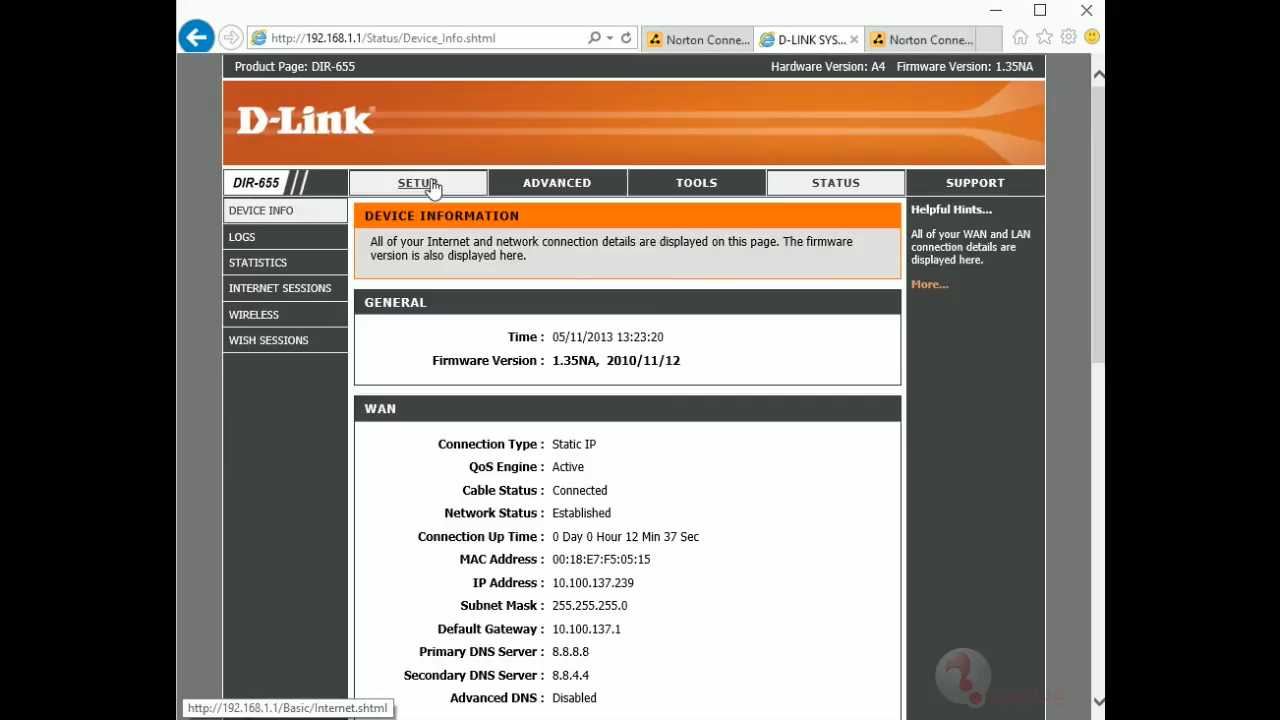 http://192.168.1.1/Status/Device_Info.shtml
Norton Conne...
D-LINK SYS...
Norton Conne...
Product Page: DIR-655
Hardware Version: A4 Firmware Version: 1.35NA
D-Link
DIR-655
SETUP
ADVANCED
TOOLS
STATUS
SUPPORT
DEVICE INFO
LOGS
STATISTICS
INTERNET SESSIONS
WIRELESS
WISH SESSIONS
DEVICE INFORMATION
All of your Internet and network connection details are displayed on this page. The firmware
version is also displayed here.
GENERAL
Time : 05/11/2013 13:23:20
Firmware Version : 1.35NA, 2010/11/12
WAN
Connection Type : Static IP
QoS Engine : Active
Cable Status : Connected
Network Status : Established
Connection Up Time : 0 Day 0 Hour 12 Min 37 Sec
MAC Address : 00:18:E7:F5:05:15
IP Address : 10.100.137.239
Subnet Mask : 255.255.255.0
Default Gateway : 10.100.137.1
Primary DNS Server : 8.8.8.8
Secondary DNS Server : 8.8.4.4
Advanced DNS : Disabled
Helpful Hints...
All of your WAN and LAN
connection details are
displayed here.
More...
http://192.168.1.1/Basic/Internet.shtml